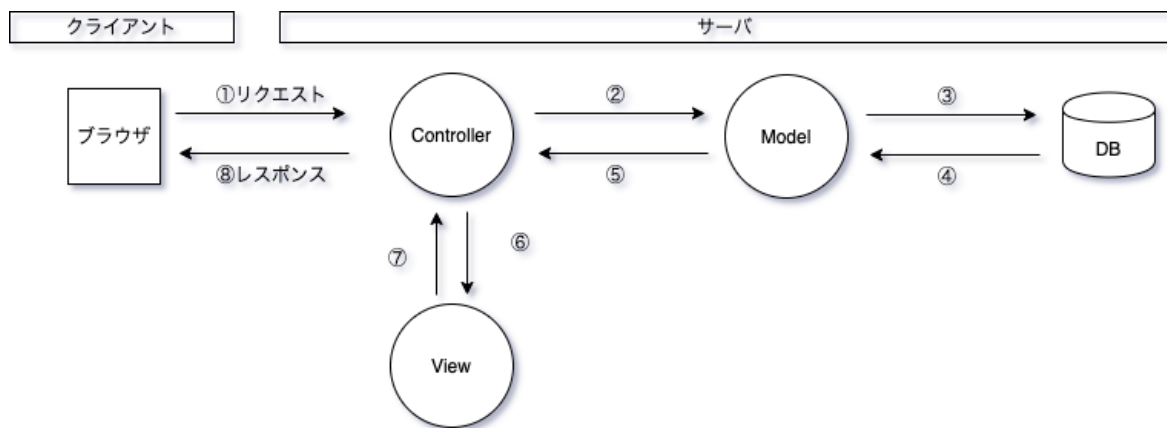 クライアント
サーバ
①リクエスト
②
③
ブラウザ
Controller
Model
DB
⑧レスポンス
⑤
④
⑦
⑥
View